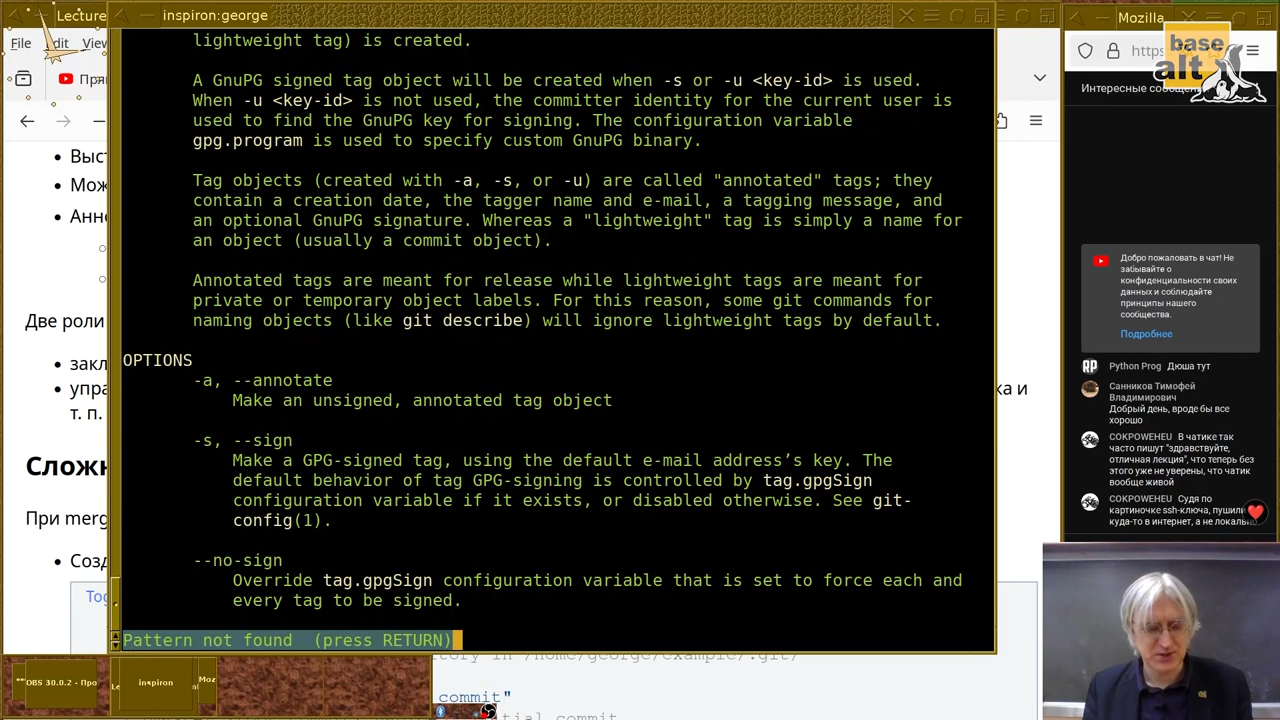 Lecture
inspiron:george
Mozilla
File
Edit
View
https
base
alt
При
Интересные
lightweight tag) is created.
A GnuPG signed tag object will be created when -s or -u <key-id> is used.
When -u <key-id> is not used, the committer identity for the current user is
used to find the GnuPG key for signing. The configuration variable
gpg.program is used to specify custom GnuPG binary.
Tag objects (created with -a, -s, or -u) are called "annotated" tags; they
contain a creation date, the tagger name and e-mail, a tagging message, and
an optional GnuPG signature. Whereas a "lightweight" tag is simply a name for
an object (usually a commit object).
Annotated tags are meant for release while lightweight tags are meant for
private or temporary object labels. For this reason, some git commands for
naming objects (like git describe) will ignore lightweight tags by default.
OPTIONS
-a, --annotate
Make an unsigned, annotated tag object
-s, --sign
Make a GPG-signed tag, using the default e-mail address’s key. The
default behavior of tag GPG-signing is controlled by tag.gpgSign
configuration variable if it exists, or disabled otherwise. See git-
config(1).
--no-sign
Override tag.gpgSign configuration variable that is set to force each and
every tag to be signed.
Pattern not found (press RETURN)
• Выст
• Мож
• Анно
Две роли
• закл
• упра
ка и
т. п.
Сложн
При merg
• Созд
Tog
commit"
tial commit
Добро пожаловать в чат! Не
забывайте о
конфиденциальности своих
данных и соблюдайте
принципы нашего
сообщества.
Подробнее
Python Prog Дюша тут
Санников Тимофей
Владимирович
Добрый день, вроде бы все
хорошо
COKPOWEHEU В чатике так
часто пишут "здравствуйте,
отличная лекция", что теперь без
этого уже не уверены, что чатик
вообще живой
COKPOWEHEU Судя по
картиночке ssh-ключа, пушили
куда-то в интернет, а не локально
OBS 30.0.2 - Про
inspiron
Moz